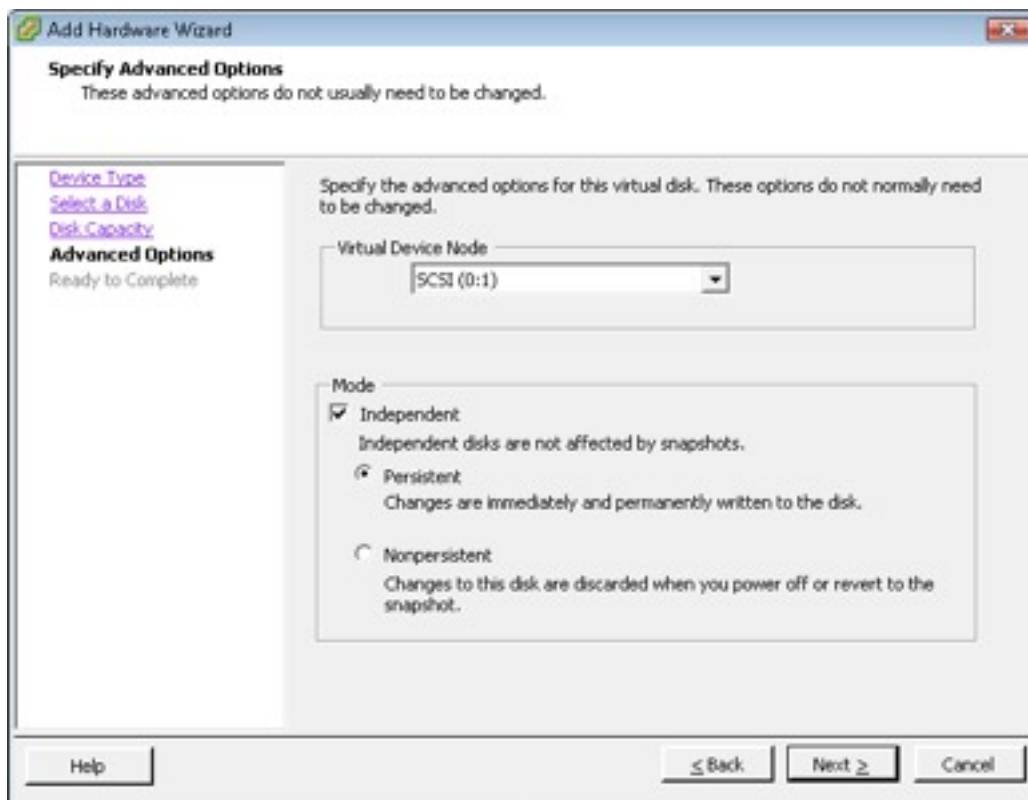 Add Hardware Wizard
Specify Advanced Options
These advanced options do not usually need to be changed.
Device Type
Select a Disk
Disk Capacity
Advanced Options
Ready to Complete
Specify the advanced options for this virtual disk. These options do not normally need
to be changed.
Virtual Device Node
SCSI (0:1)
Mode
Independent
Independent disks are not affected by snapshots.
Persistent
Changes are immediately and permanently written to the disk.
Nonpersistent
Changes to this disk are discarded when you power off or revert to the
snapshot.
Help
< Back
Next >
Cancel